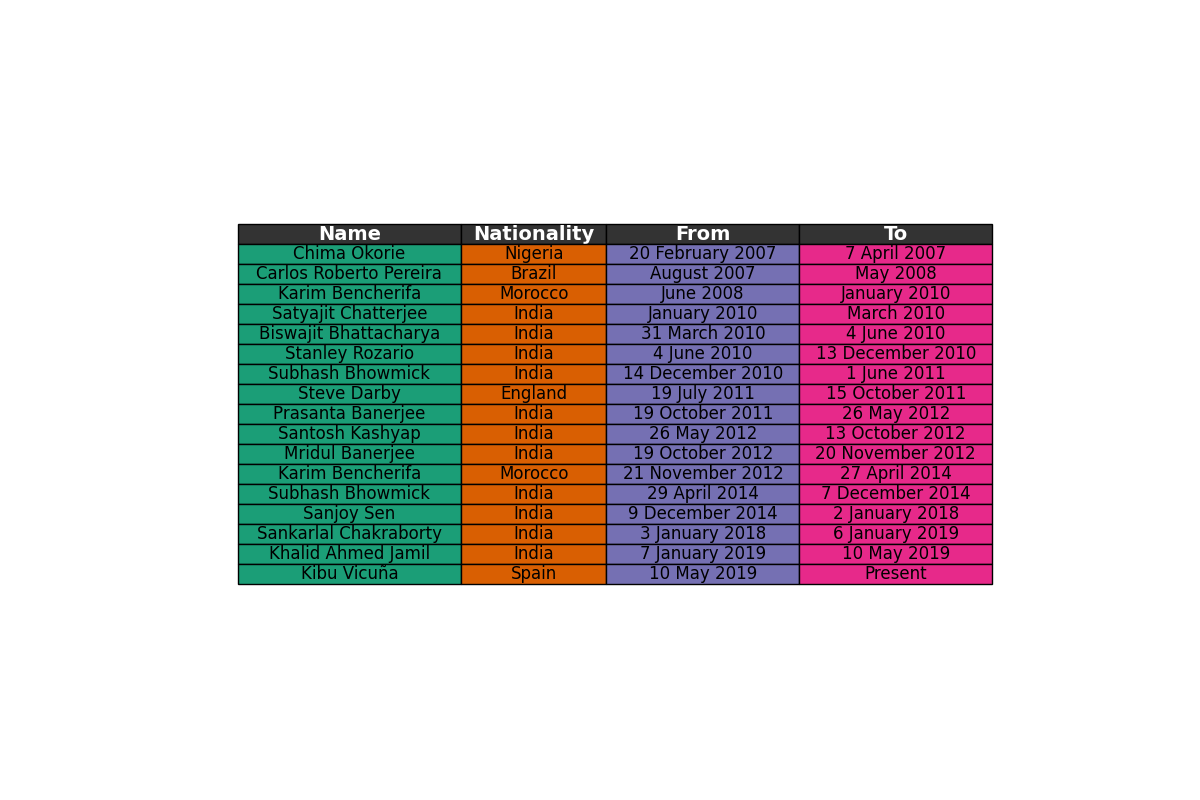 Name Nationality From To
Chima Okorie Nigeria 20 February 2007 7 April 2007
Carlos Roberto Pereira Brazil August 2007 May 2008
Karim Bencherifa Morocco June 2008 January 2010
Satyajit Chatterjee India January 2010 March 2010
Biswajit Bhattacharya India 31 March 2010 4 June 2010
Stanley Rozario India 4 June 2010 13 December 2010
Subhash Bhowmick India 14 December 2010 1 June 2011
Steve Darby England 19 July 2011 15 October 2011
Prasanta Banerjee India 19 October 2011 26 May 2012
Santosh Kashyap India 26 May 2012 13 October 2012
Mridul Banerjee India 19 October 2012 20 November 2012
Karim Bencherifa Morocco 21 November 2012 27 April 2014
Subhash Bhowmick India 29 April 2014 7 December 2014
Sanjoy Sen India 9 December 2014 2 January 2018
Sankarlal Chakraborty India 3 January 2018 6 January 2019
Khalid Ahmed Jamil India 7 January 2019 10 May 2019
Kibu Vicuña Spain 10 May 2019 Present